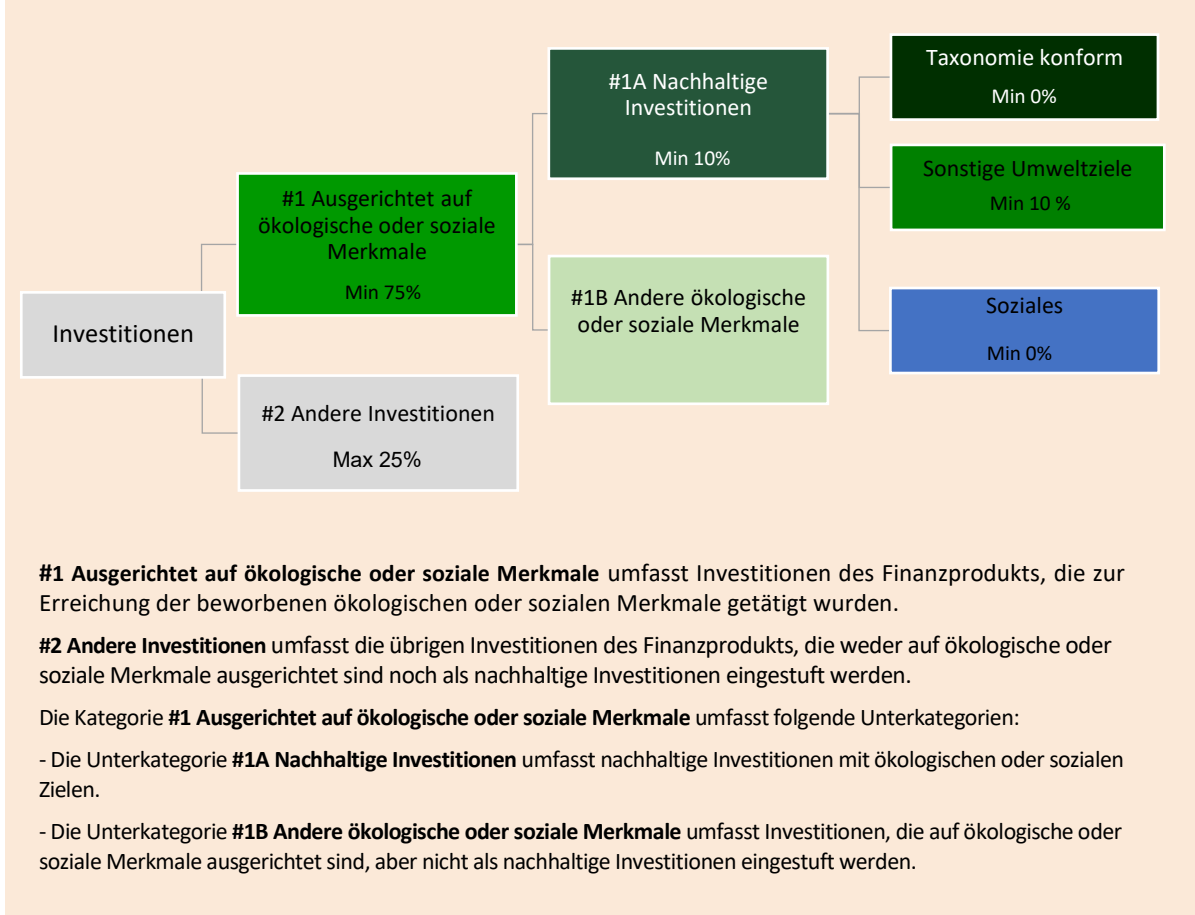 Investitionen
#1 Ausgerichtet auf
ökologische oder soziale
Merkmale
Min 75%
#2 Andere Investitionen
Max 25%
#1A Nachhaltige
Investitionen
Min 10%
#1B Andere ökologische
oder soziale Merkmale
Taxonomie konform
Min 0%
Sonstige Umweltziele
Min 10 %
Soziales
Min 0%
#1 Ausgerichtet auf ökologische oder soziale Merkmale umfasst Investitionen des Finanzprodukts, die zur
Erreichung der beworbenen ökologischen oder sozialen Merkmale getätigt wurden.
#2 Andere Investitionen umfasst die übrigen Investitionen des Finanzprodukts, die weder auf ökologische oder
soziale Merkmale ausgerichtet sind noch als nachhaltige Investitionen eingestuft werden.
Die Kategorie #1 Ausgerichtet auf ökologische oder soziale Merkmale umfasst folgende Unterkategorien:
- Die Unterkategorie #1A Nachhaltige Investitionen umfasst nachhaltige Investitionen mit ökologischen oder sozialen
Zielen.
- Die Unterkategorie #1B Andere ökologische oder soziale Merkmale umfasst Investitionen, die auf ökologische oder
soziale Merkmale ausgerichtet sind, aber nicht als nachhaltige Investitionen eingestuft werden.